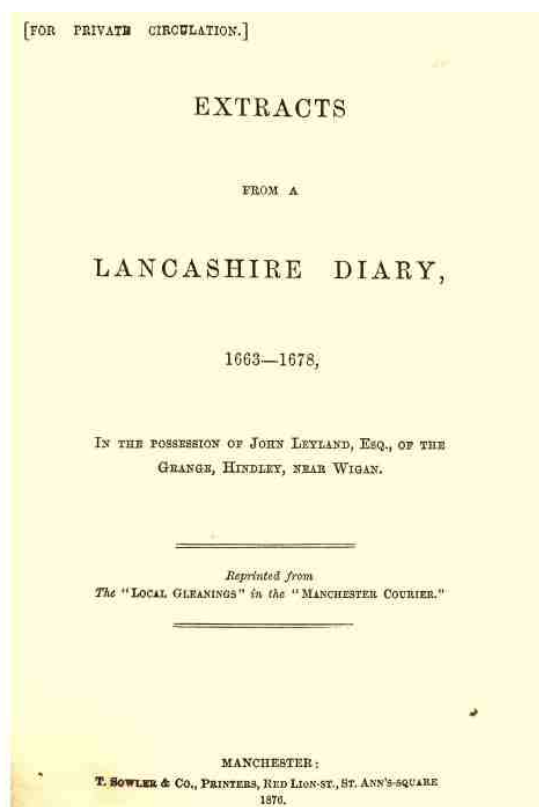 [FOR PRIVATE CIRCULATION.]
EXTRACTS
FROM A
LANCASHIRE DIARY,
1663—1678,
IN THE POSSESSION OF JOHN LEYLAND, ESQ., OF THE
GRANGE, HINDLEY, NEAR WIGAN.
Reprinted from
The "LOCAL GLEANINGS" in the "MANCHESTER COURIER."
MANCHESTER:
T. SOWLER & CO., PRINTERS, RED LION-ST., ST. ANN'S-SQUARE
1876.